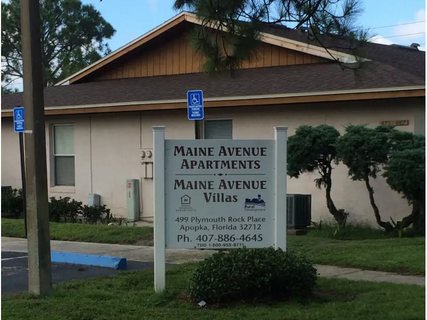 MAINE AVENUE
APARTMENTS
MAINE AVENUE
Villas
499 Plymouth Rock Place
Apopka, Florida 32712
Ph. 407-886-4645